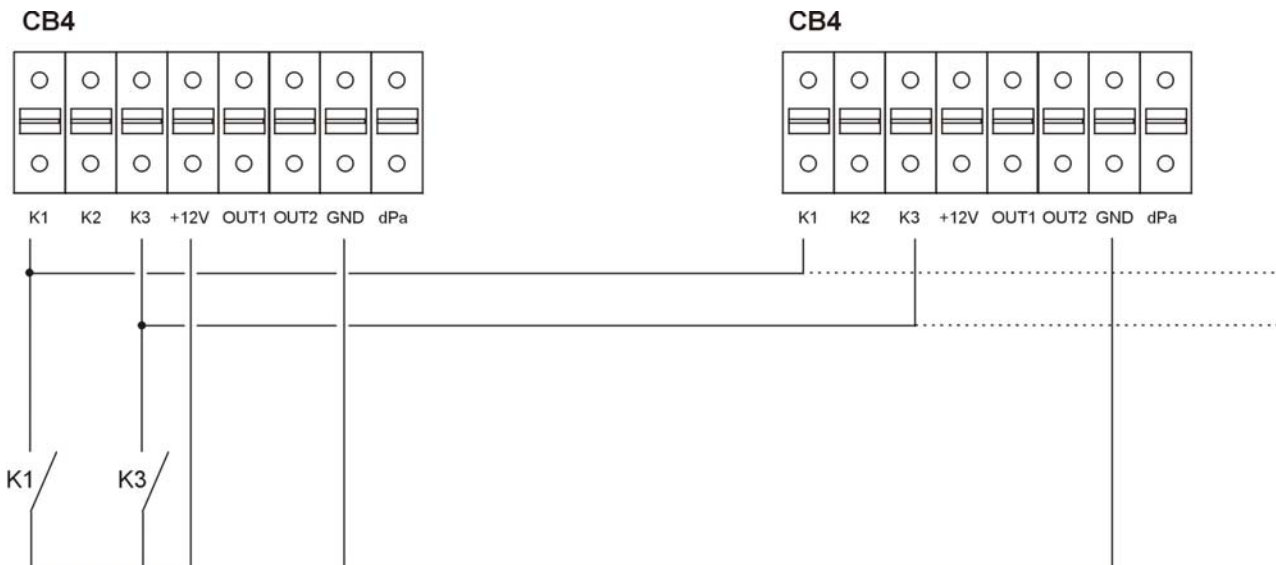 CB4
K1 K2 K3 +12V OUT1 OUT2 GND dPa
K1 K3
CB4
K1 K2 K3 +12V OUT1 OUT2 GND dPa